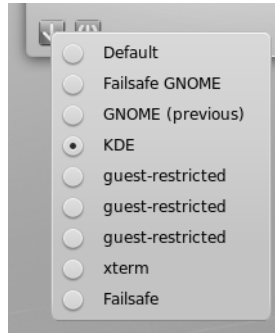 Default
Failsafe GNOME
GNOME (previous)
KDE
guest-restricted
guest-restricted
guest-restricted
xterm
Failsafe